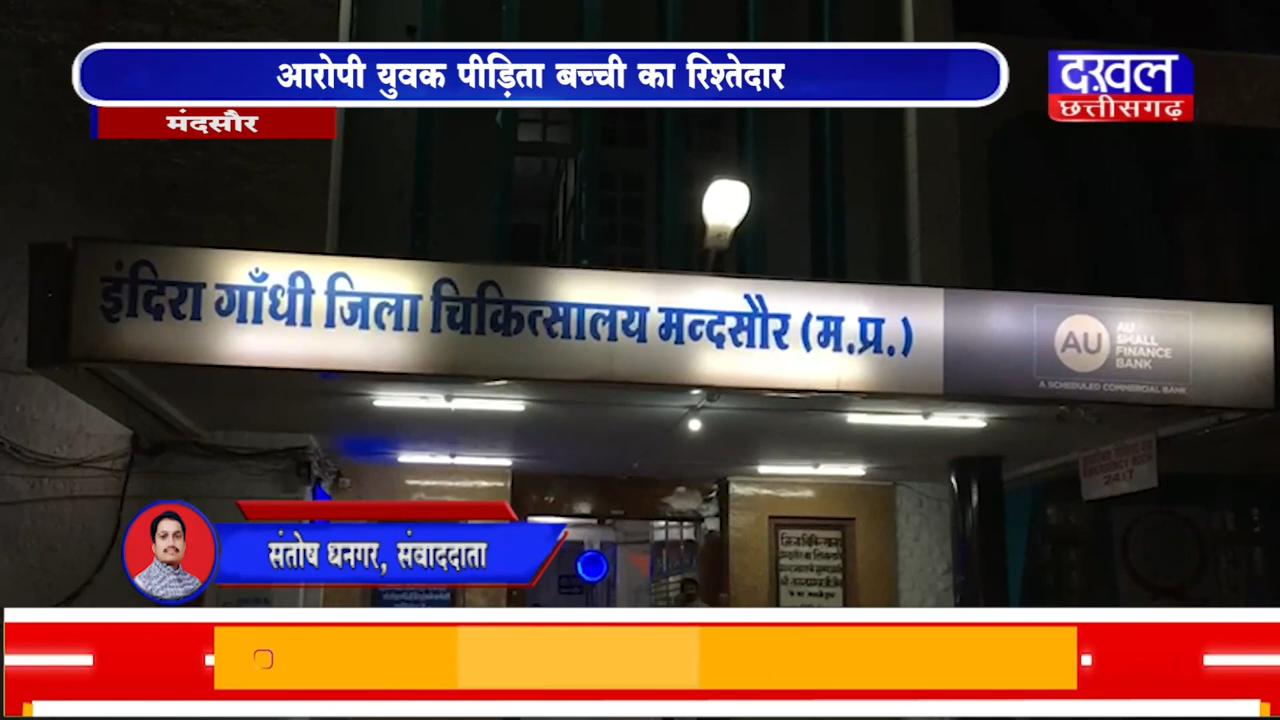 आरोपी युवक पीड़िता बच्ची का रिश्तेदार
दखल
छत्तीसगढ़
मंदसौर
इंदिरा गाँधी जिला चिकित्सालय मन्दसौर (म.प्र.)
AU
AU
SMALL
FINANCE
BANK
A SCHEDULED COMMERCIAL BANK
24x7
संतोष धनगर, संवाददाता